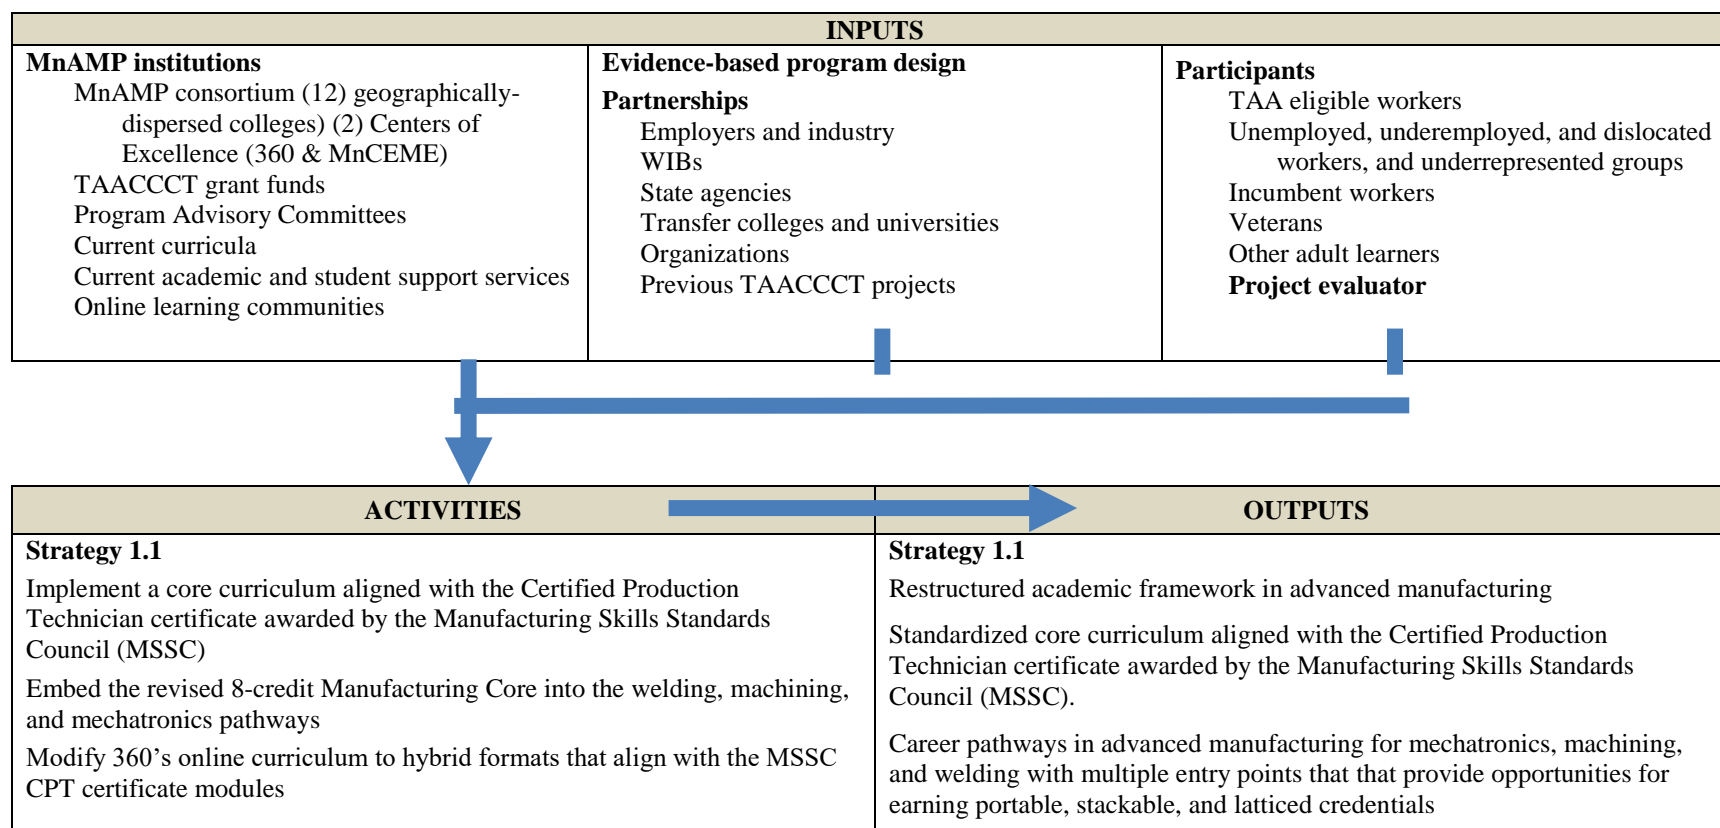 INPUTS
MnAMP institutions
MnAMP consortium (12) geographically-
dispersed colleges) (2) Centers of
Excellence (360 & MnCEME)
TAACCCT grant funds
Program Advisory Committees
Current curricula
Current academic and student support services
Online learning communities
Evidence-based program design
Partnerships
Employers and industry
WIBs
State agencies
Transfer colleges and universities
Organizations
Previous TAACCCT projects
Participants
TAA eligible workers
Unemployed, underemployed, and dislocated
workers, and underrepresented groups
Incumbent workers
Veterans
Other adult learners
Project evaluator
ACTIVITIES
Strategy 1.1
Implement a core curriculum aligned with the Certified Production
Technician certificate awarded by the Manufacturing Skills Standards
Council (MSSC)
Embed the revised 8-credit Manufacturing Core into the welding, machining,
and mechatronics pathways
Modify 360’s online curriculum to hybrid formats that align with the MSSC
CPT certificate modules
OUTPUTS
Strategy 1.1
Restructured academic framework in advanced manufacturing
Standardized core curriculum aligned with the Certified Production
Technician certificate awarded by the Manufacturing Skills Standards
Council (MSSC).
Career pathways in advanced manufacturing for mechatronics, machining,
and welding with multiple entry points that that provide opportunities for
earning portable, stackable, and latticed credentials